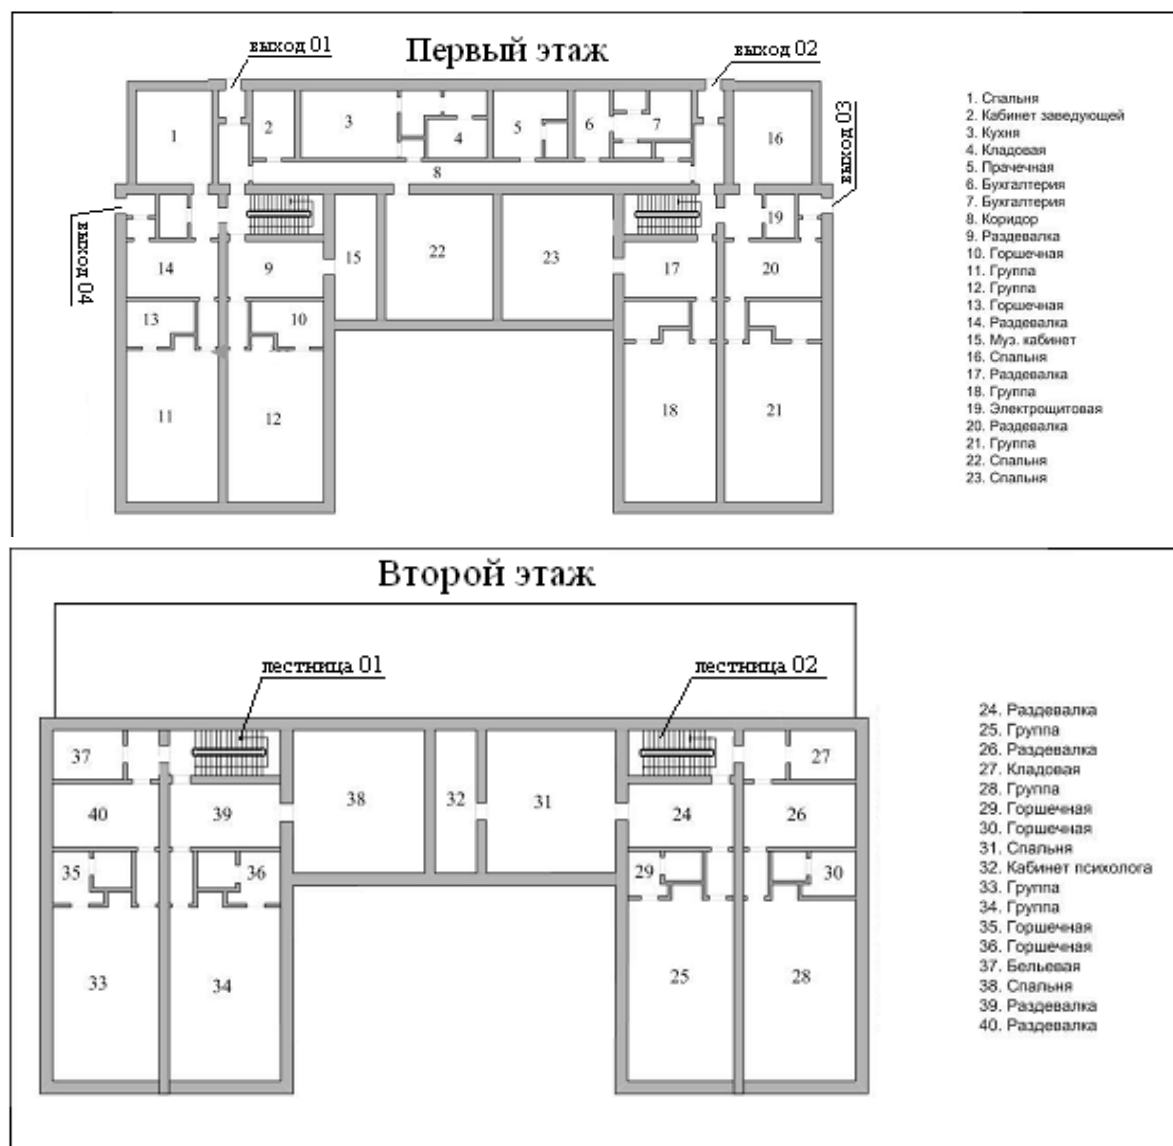 Первый этаж
выход 01
выход 02
выход 03
выход 04
1
2
3
4
5
6
7
8
16
14
9
15
22
23
17
19
20
13
10
11
12
18
21
1. Спальня
2. Кабинет заведующей
3. Кухня
4. Кладовая
5. Прачечная
6. Бухгалтерия
7. Бухгалтерия
8. Коридор
9. Раздевалка
10. Горшечная
11. Группа
12. Группа
13. Горшечная
14. Раздевалка
15. Муз. кабинет
16. Спальня
17. Раздевалка
18. Группа
19. Электрощитовая
20. Раздевалка
21. Группа
22. Спальня
23. Спальня
Второй этаж
лестница 01
лестница 02
37
27
40
39
38
32
31
24
26
35
36
29
30
33
34
25
28
24. Раздевалка
25. Группа
26. Раздевалка
27. Кладовая
28. Группа
29. Горшечная
30. Горшечная
31. Спальня
32. Кабинет психолога
33. Группа
34. Группа
35. Горшечная
36. Горшечная
37. Бельевая
38. Спальня
39. Раздевалка
40. Раздевалка